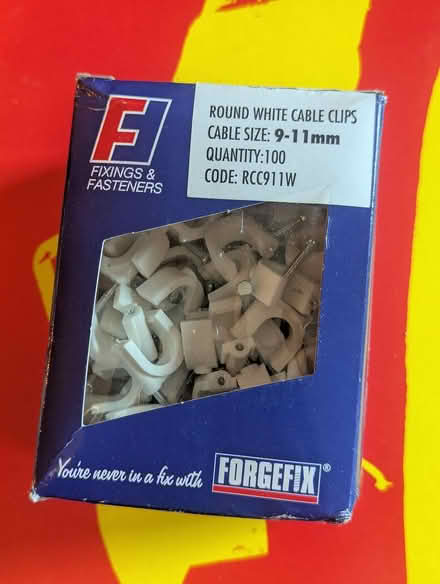 F
FIXINGS &
FASTENERS
ROUND WHITE CABLE CLIPS
CABLE SIZE: 9-11mm
QUANTITY:100
CODE: RCC911W
You're never in a fix with
FORGEFIX®